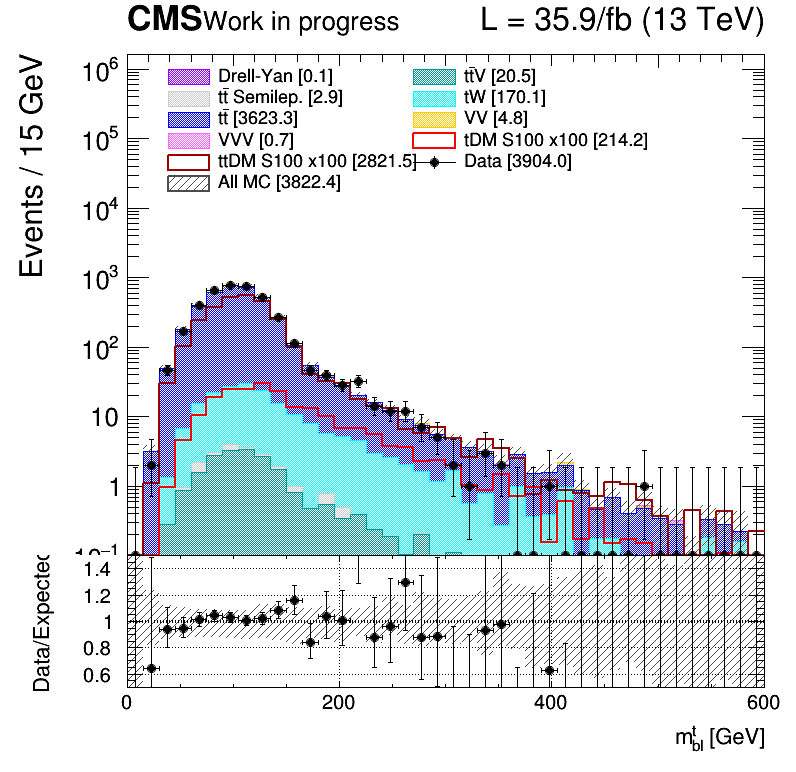 CMS Work in progress L = 35.9/fb (13 TeV)
Events / 15 GeV
10⁶
10⁵
10⁴
10³
10²
10
1
10⁻¹
Drell-Yan [0.1]
tt̄ Semilep. [2.9]
tt̄ [3623.3]
VVV [0.7]
ttDM S100 x100 [2821.5]
All MC [3822.4]
tt̄V [20.5]
tW [170.1]
VV [4.8]
tDM S100 x100 [214.2]
Data [3904.0]
Data/Expected
1.4
1.2
1
0.8
0.6
0 200 400 600
m^t_bl [GeV]